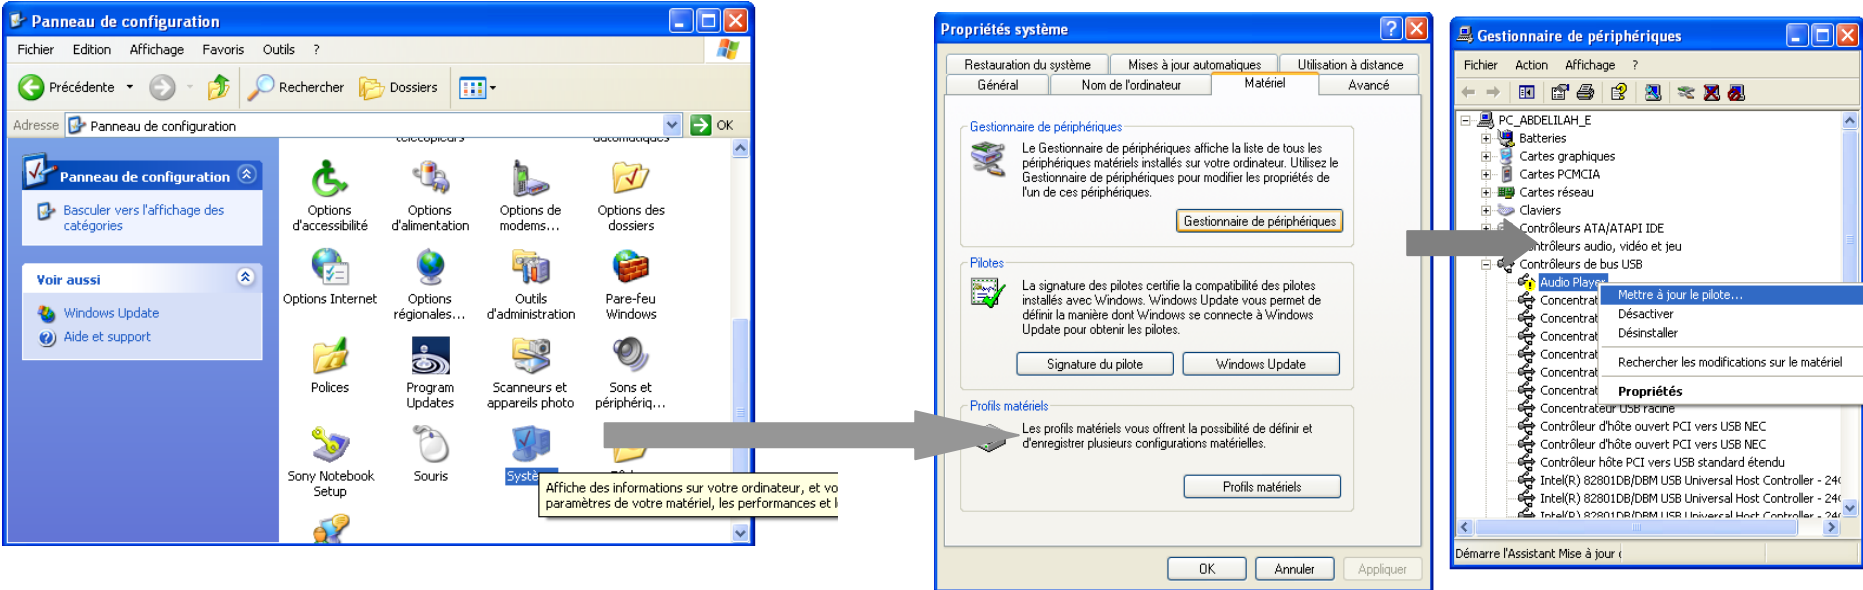 Panneau de configuration
Fichier Edition Affichage Favoris Outils ?
Précédente Rechercher Dossiers
Adresse Panneau de configuration OK
Panneau de configuration
Basculer vers l'affichage des
catégories
Voir aussi
Windows Update
Aide et support
télécopieurs automatiques
Options
d'accessibilité
Options
d'alimentation
Options de
modems...
Options des
dossiers
Options Internet
Options
régionales...
Outils
d'administration
Pare-feu
Windows
Polices
Program
Updates
Scanneurs et
appareils photo
Sons et
périphériq...
Sony Notebook
Setup
Souris
Systè
Affiche des informations sur votre ordinateur, et vo
paramètres de votre matériel, les performances et l
Propriétés système
Restauration du système Mises à jour automatiques Utilisation à distance
Général Nom de l'ordinateur Matériel Avancé
Gestionnaire de périphériques
Le Gestionnaire de périphériques affiche la liste de tous les
périphériques matériels installés sur votre ordinateur. Utilisez le
Gestionnaire de périphériques pour modifier les propriétés de
l'un de ces périphériques.
Gestionnaire de périphériques
Pilotes
La signature des pilotes certifie la compatibilité des pilotes
installés avec Windows. Windows Update vous permet de
définir la manière dont Windows se connecte à Windows
Update pour obtenir les pilotes.
Signature du pilote Windows Update
Profils matériels
Les profils matériels vous offrent la possibilité de définir et
d'enregistrer plusieurs configurations matérielles.
Profils matériels
OK Annuler Appliquer
Gestionnaire de périphériques
Fichier Action Affichage ?
PC_ABDELILAH_E
Batteries
Cartes graphiques
Cartes PCMCIA
Cartes réseau
Claviers
Contrôleurs ATA/ATAPI IDE
ontrôleurs audio, vidéo et jeu
Contrôleurs de bus USB
Audio Player
Concentrat
Concentrat
Concentrat
Concentrat
Concentrat
Concentrat
Concentrateur USB racine
Contrôleur d'hôte ouvert PCI vers USB NEC
Contrôleur d'hôte ouvert PCI vers USB NEC
Contrôleur hôte PCI vers USB standard étendu
Intel(R) 82801DB/DBM USB Universal Host Controller - 24
Intel(R) 82801DB/DBM USB Universal Host Controller - 24
Intel(R) 82801DB/DBM USB Universal Host Controller - 24
Mettre à jour le pilote...
Désactiver
Désinstaller
Rechercher les modifications sur le matériel
Propriétés
Démarre l'Assistant Mise à jour